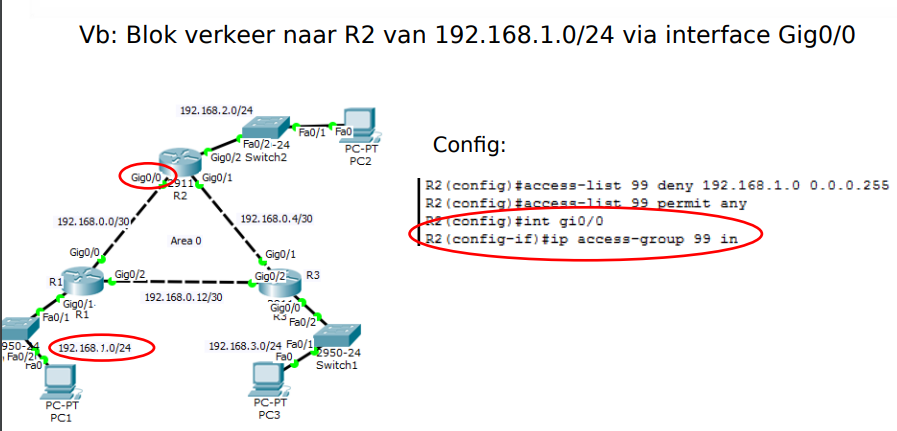 Vb: Blok verkeer naar R2 van 192.168.1.0/24 via interface Gig0/0
192.168.2.0/24
Fa0/1
Fa0
Fa0/2
-24
PC-PT
Gig0/2
Switch2
PC2
Gig0/0
2911
Gig0/1
R2
Config:
R2(config)#access-list 99 deny 192.168.1.0 0.0.0.255
R2(config)#access-list 99 permit any
R2(config)#int gi0/0
R2(config-if)#ip access-group 99 in
192.168.0.0/30
192.168.0.4/30
Area 0
Gig0/0
Gig0/1
R1
Gig0/2
Gig0/2
R3
192.168.0.12/30
Gig0/1
R1
Gig0/0
R3
Fa0/1
Fa0/2
950-24
Fa0/2
192.168.1.0/24
192.168.3.0/24
Fa0/1
2950-24
Fa0
Fa0
Switch1
PC-PT
PC1
PC-PT
PC3